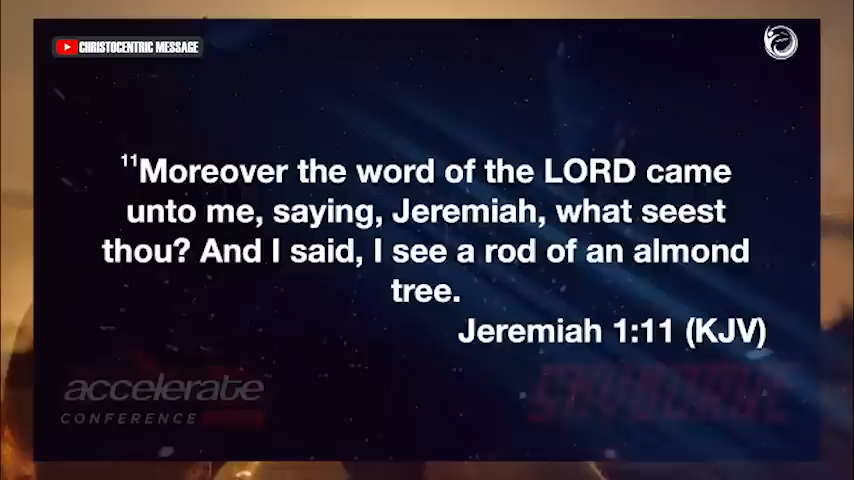 CHRISTOCENTRIC MESSAGE
¹¹Moreover the word of the LORD came
unto me, saying, Jeremiah, what seest
thou? And I said, I see a rod of an almond
tree.
Jeremiah 1:11 (KJV)
accelerate
CONFERENCE